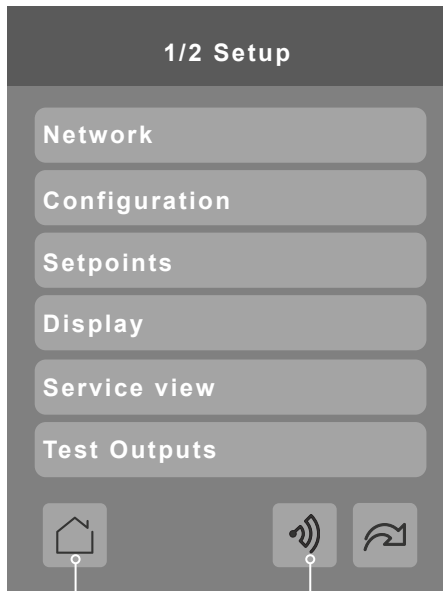 1/2 Setup
Network
Configuration
Setpoints
Display
Service view
Test Outputs